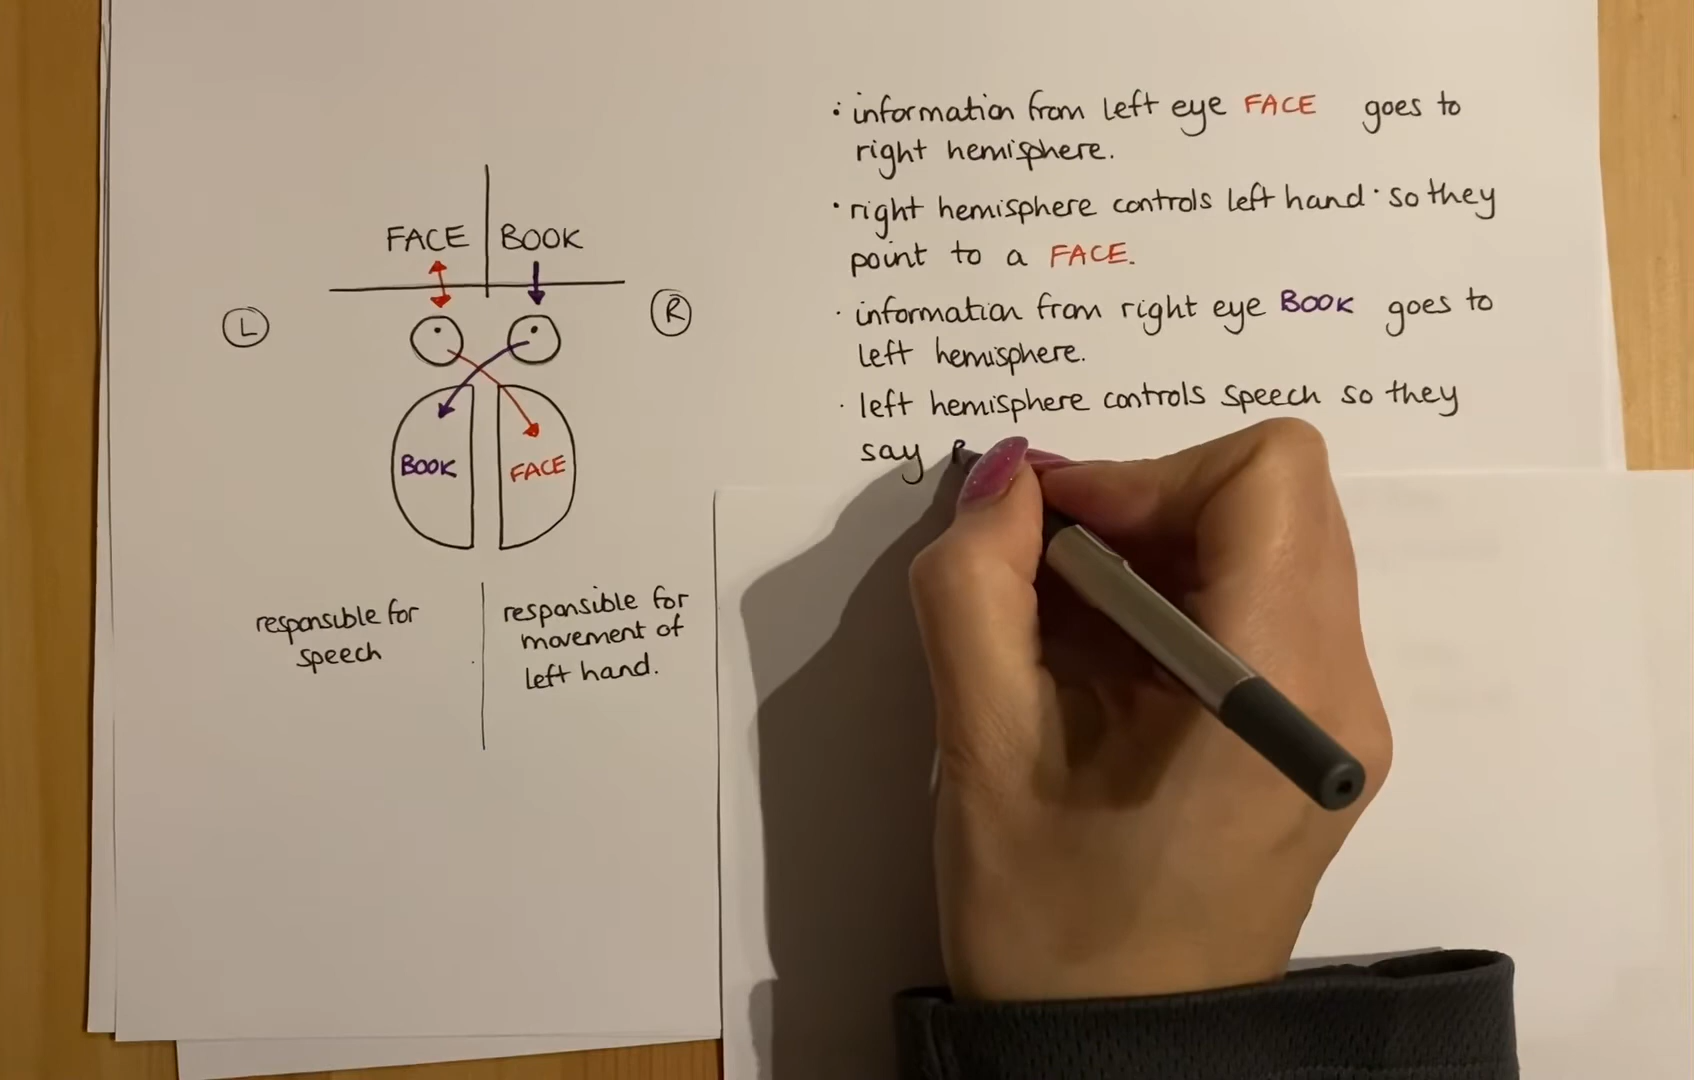 FACE BOOK
L
R
BOOK FACE
responsible for
speech
responsible for
movement of
left hand.
· information from left eye FACE goes to
right hemisphere.
· right hemisphere controls left hand · so they
point to a FACE.
· information from right eye BOOK goes to
left hemisphere.
· left hemisphere controls speech so they
say